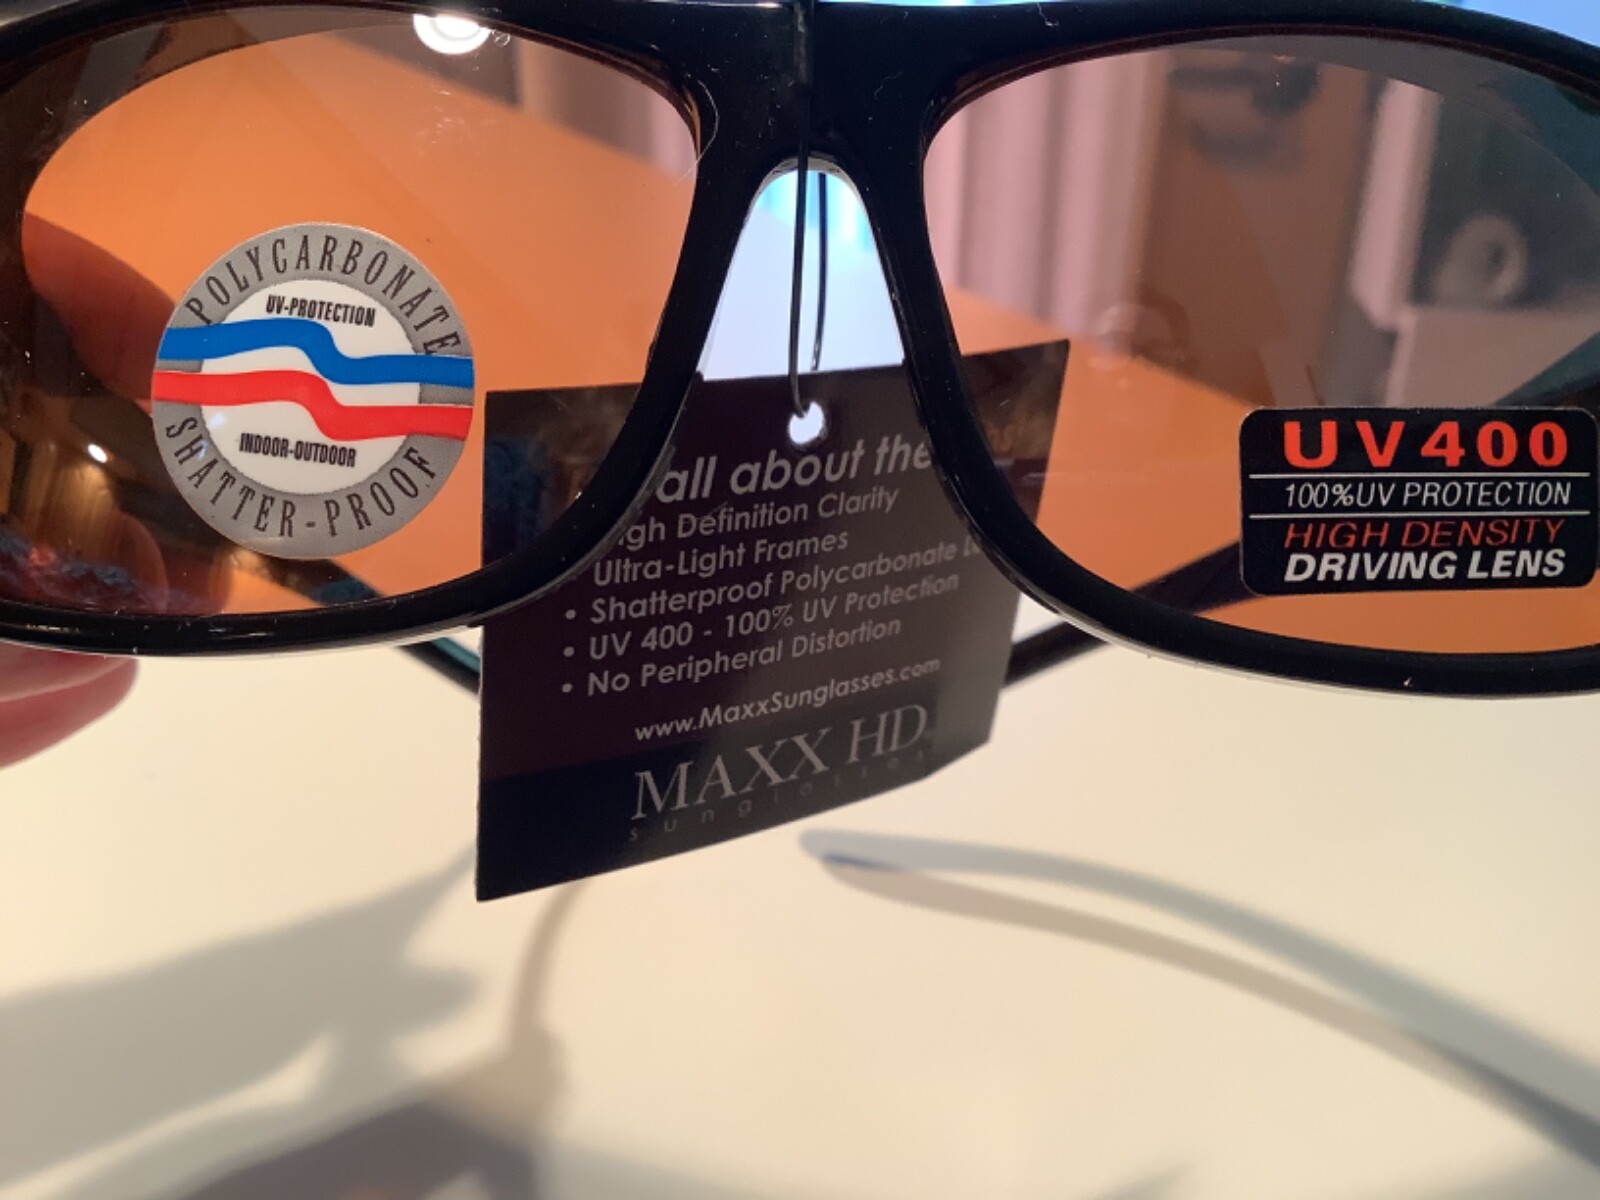 POLYCARBONATE
UV-PROTECTION
INDOOR-OUTDOOR
SHATTER-PROOF
all about the
High Definition Clarity
Ultra-Light Frames
• Shatterproof Polycarbonate
• UV 400 - 100% UV Protection
• No Peripheral Distortion
www.MaxxSunglasses.com
MAXX HD
sunglasses
UV400
100%UV PROTECTION
HIGH DENSITY
DRIVING LENS